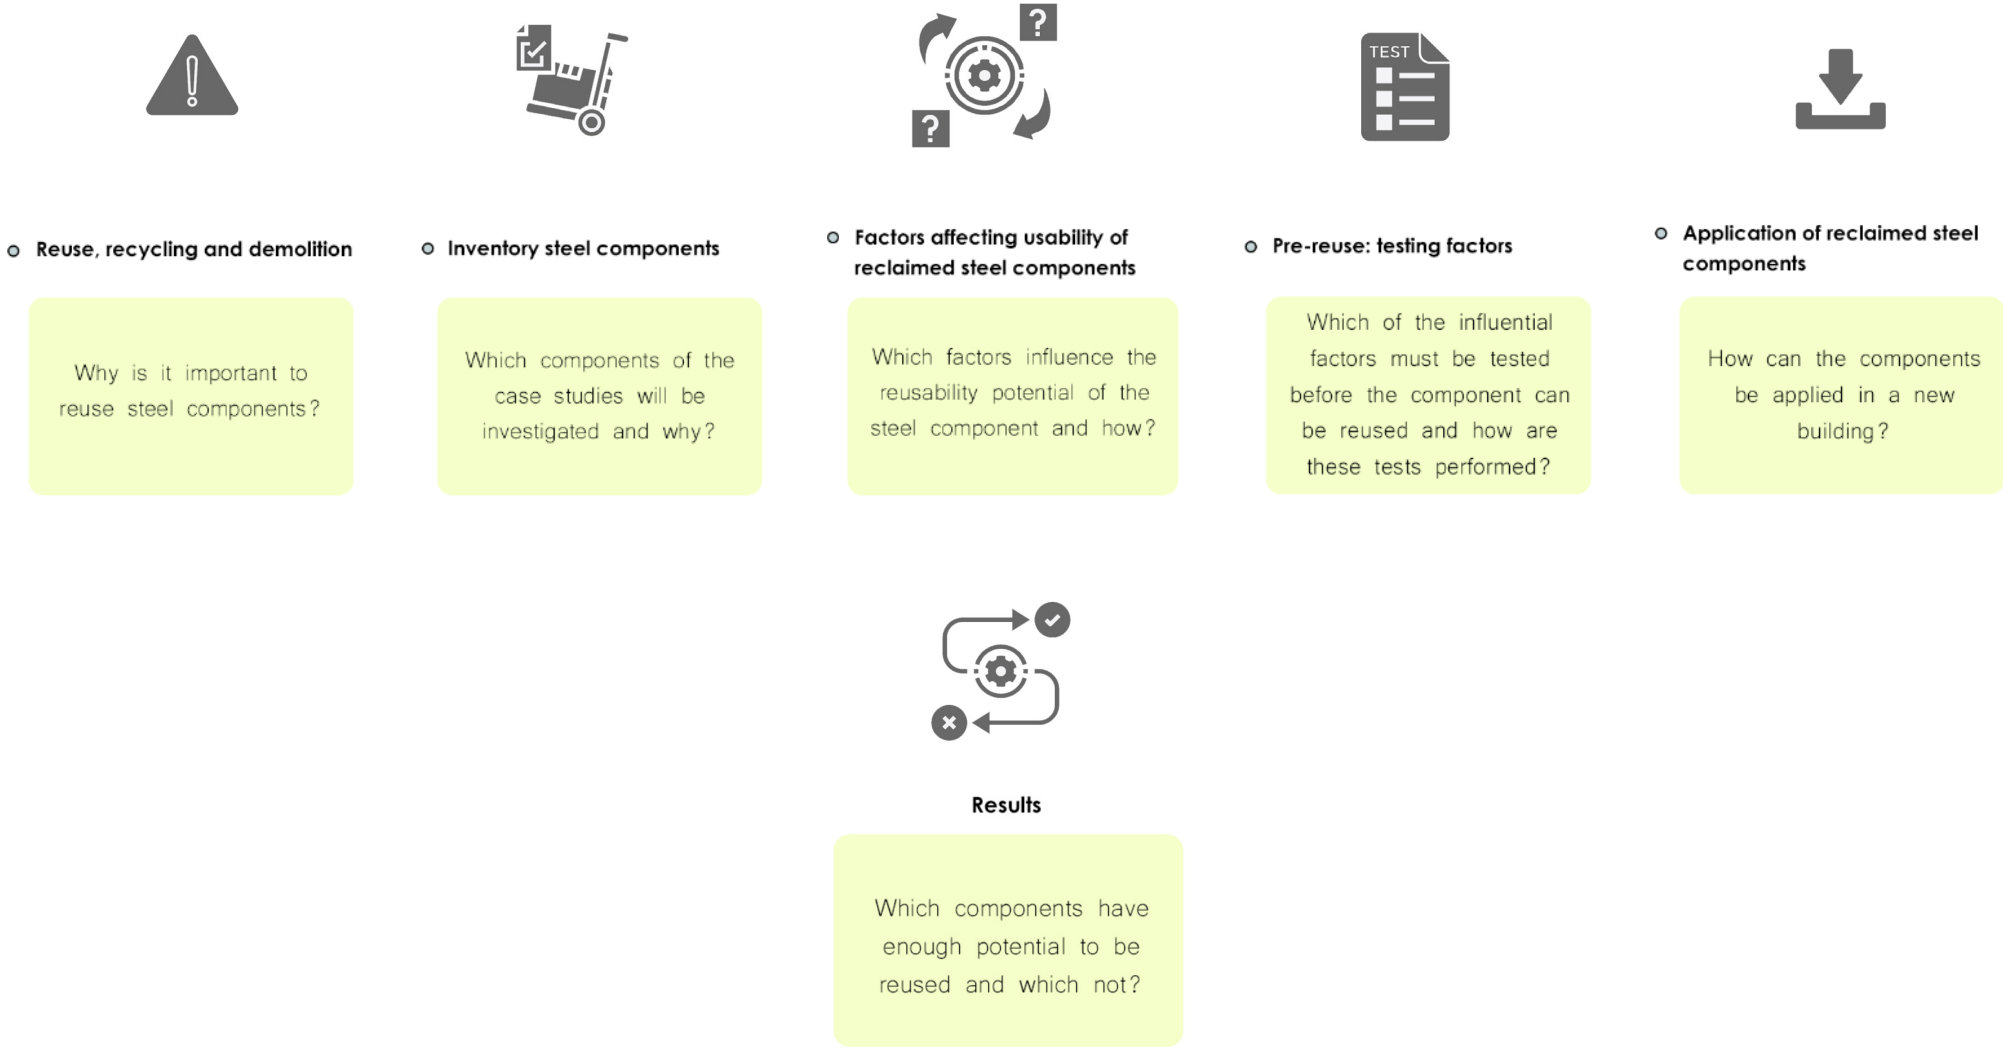 ?
?
TEST
Reuse, recycling and demolition
Why is it important to
reuse steel components?
Inventory steel components
Which components of the
case studies will be
investigated and why?
Factors affecting usability of
reclaimed steel components
Which factors influence the
reusability potential of the
steel component and how?
Pre-reuse: testing factors
Which of the influential
factors must be tested
before the component can
be reused and how are
these tests performed?
Application of reclaimed steel
components
How can the components
be applied in a new
building?
Results
Which components have
enough potential to be
reused and which not?